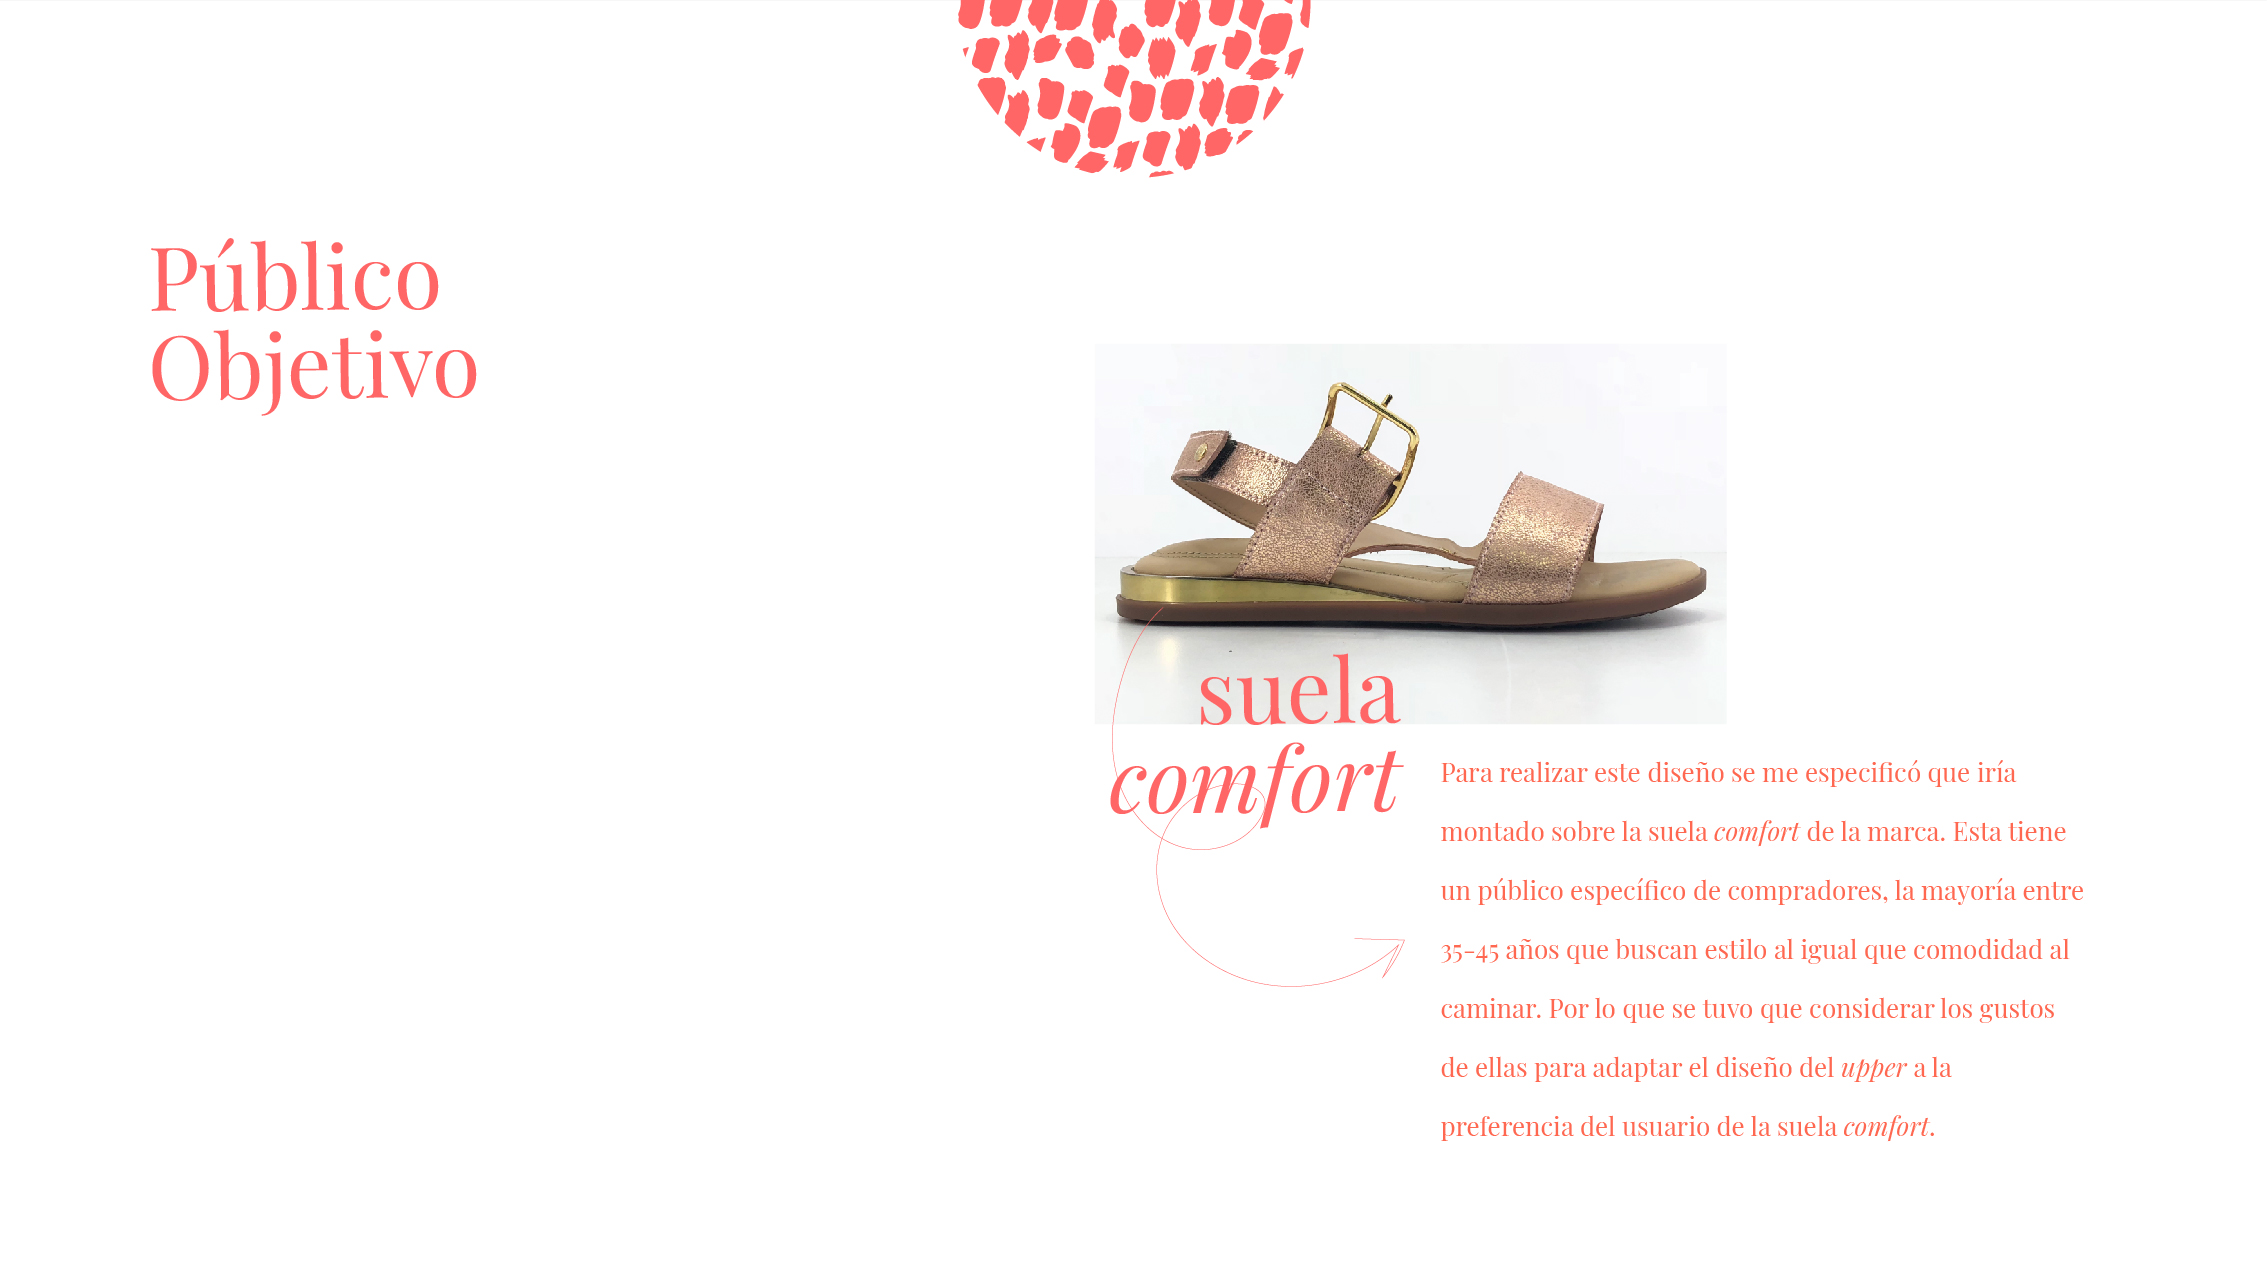 Público
Objetivo
suela
comfort
Para realizar este diseño se me especificó que iría
montado sobre la suela comfort de la marca. Esta tiene
un público específico de compradores, la mayoría entre
35-45 años que buscan estilo al igual que comodidad al
caminar. Por lo que se tuvo que considerar los gustos
de ellas para adaptar el diseño del upper a la
preferencia del usuario de la suela comfort.